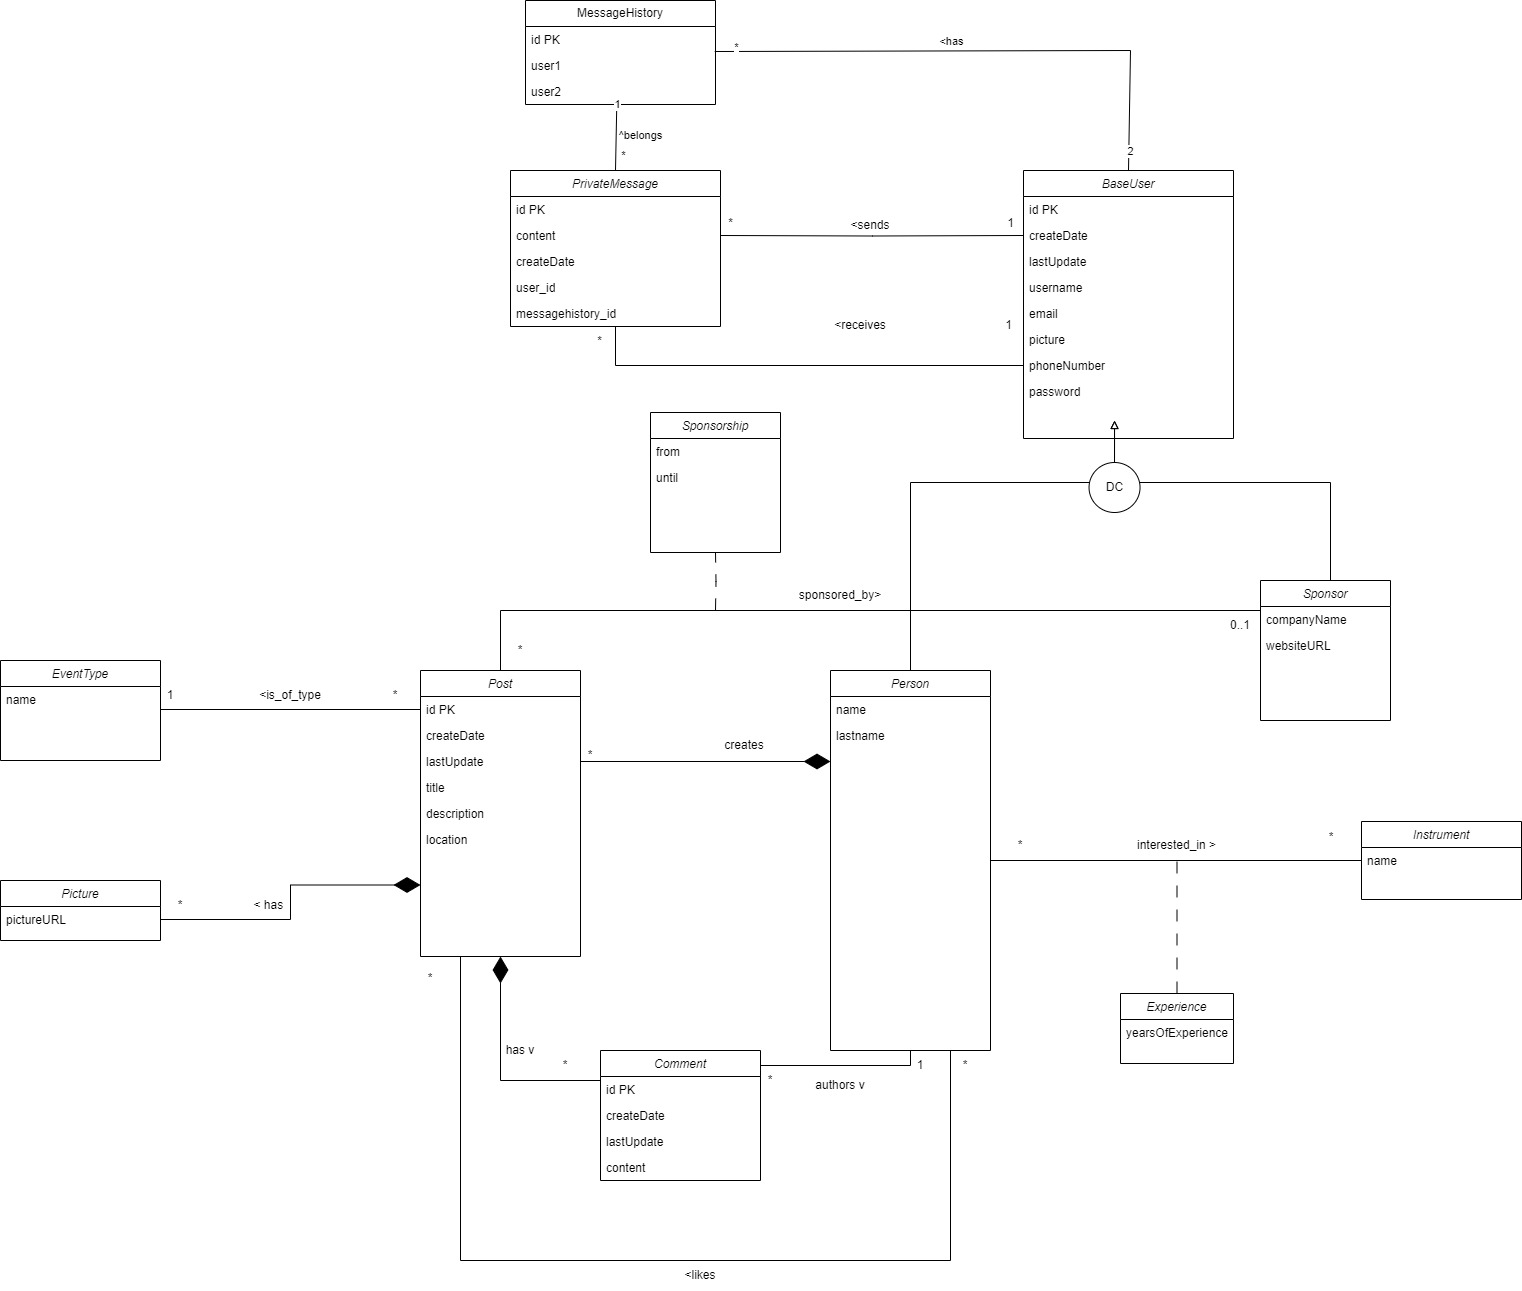 MessageHistory
id PK
user1
user2
* <has
2
1
^belongs
*
PrivateMessage
id PK
content
createDate
user_id
messagehistory_id
* <sends 1
* <receives 1
BaseUser
id PK
createDate
lastUpdate
username
email
picture
phoneNumber
password
DC
Sponsorship
from
until
sponsored_by>
* 0..1
Sponsor
companyName
websiteURL
EventType
name
1 <is_of_type *
Post
id PK
createDate
lastUpdate
title
description
location
* creates
Person
name
lastname
* interested_in > *
Instrument
name
Experience
yearsOfExperience
Picture
pictureURL
* < has
*
has v *
Comment
id PK
createDate
lastUpdate
content
* authors v 1
*
<likes